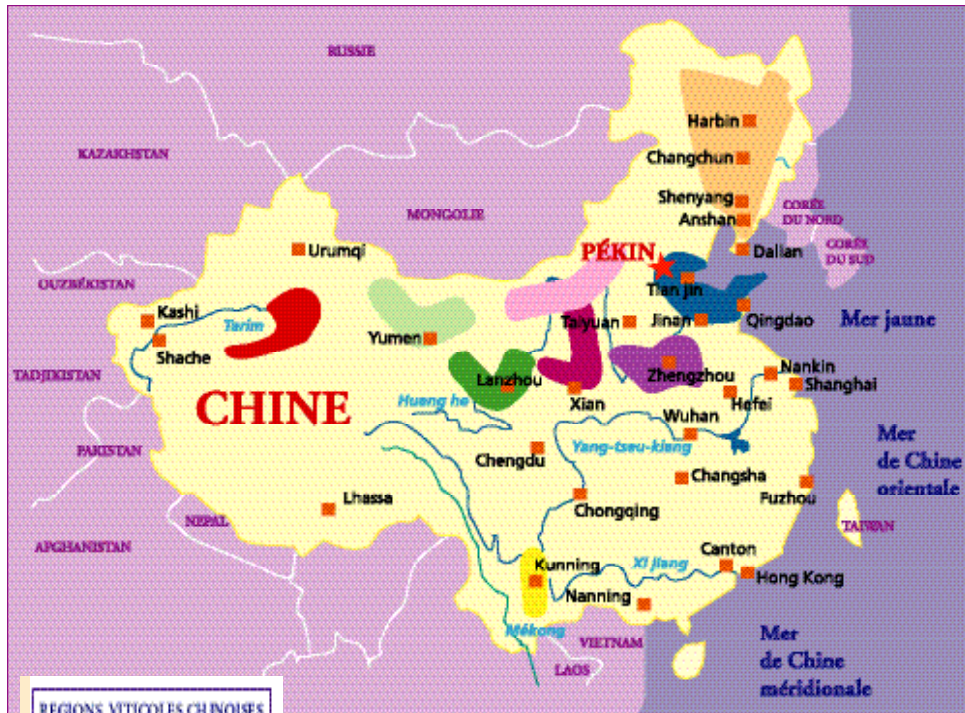 RUSSIE
KAZAKHSTAN
MONGOLIE
OUZBÉKISTAN
TADJIKISTAN
PAKISTAN
AFGHANISTAN
NEPAL
CORÉE
DU NORD
CORÉE
DU SUD
TAIWAN
VIETNAM
LAOS
Harbin
Changchun
Shenyang
Anshan
Dalian
PÉKIN
Tian jin
Urumqi
Kashi
Shache
Tarim
Yumen
Taiyuan
Jinan
Qingdao
Mer jaune
CHINE
Lanzhou
Huang he
Xian
Zhengzhou
Nankin
Shanghai
Hefei
Wuhan
Yang-tseu-kiang
Chengdu
Changsha
Chongqing
Fuzhou
Lhassa
Mer
de Chine
orientale
Kunning
Xi jiang
Canton
Hong Kong
Nanning
Mékong
Mer
de Chine
méridionale
REGIONS VITICOLES CHINOISES